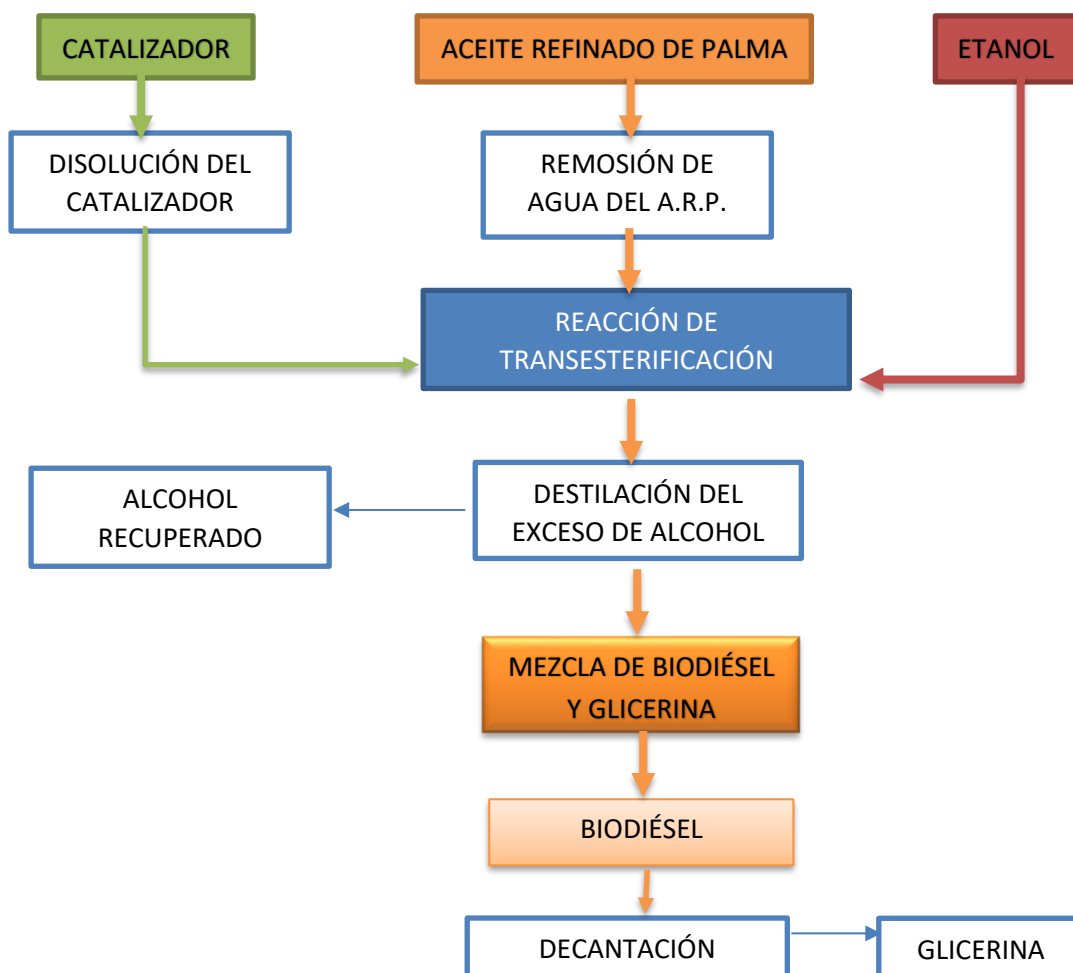 CATALIZADOR
ACEITE REFINADO DE PALMA
ETANOL
DISOLUCIÓN DEL
CATALIZADOR
REMOSIÓN DE
AGUA DEL A.R.P.
REACCIÓN DE
TRANSESTERIFICACIÓN
ALCOHOL
RECUPERADO
DESTILACIÓN DEL
EXCESO DE ALCOHOL
MEZCLA DE BIODIÉSEL
Y GLICERINA
BIODIÉSEL
DECANTACIÓN
GLICERINA